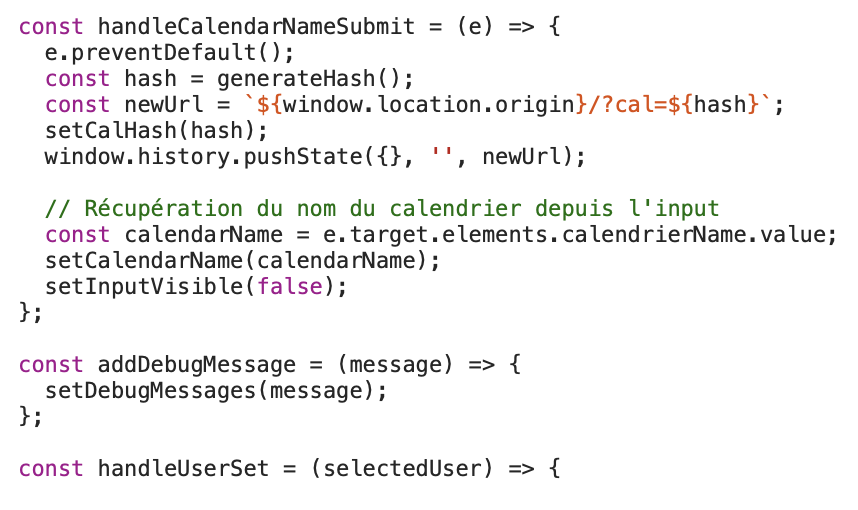 const handleCalendarNameSubmit = (e) => {
  e.preventDefault();
  const hash = generateHash();
  const newUrl = `${window.location.origin}/?cal=${hash}`;
  setCalHash(hash);
  window.history.pushState({}, '', newUrl);

  // Récupération du nom du calendrier depuis l'input
  const calendarName = e.target.elements.calendrierName.value;
  setCalendarName(calendarName);
  setInputVisible(false);
};

const addDebugMessage = (message) => {
  setDebugMessages(message);
};

const handleUserSet = (selectedUser) => {